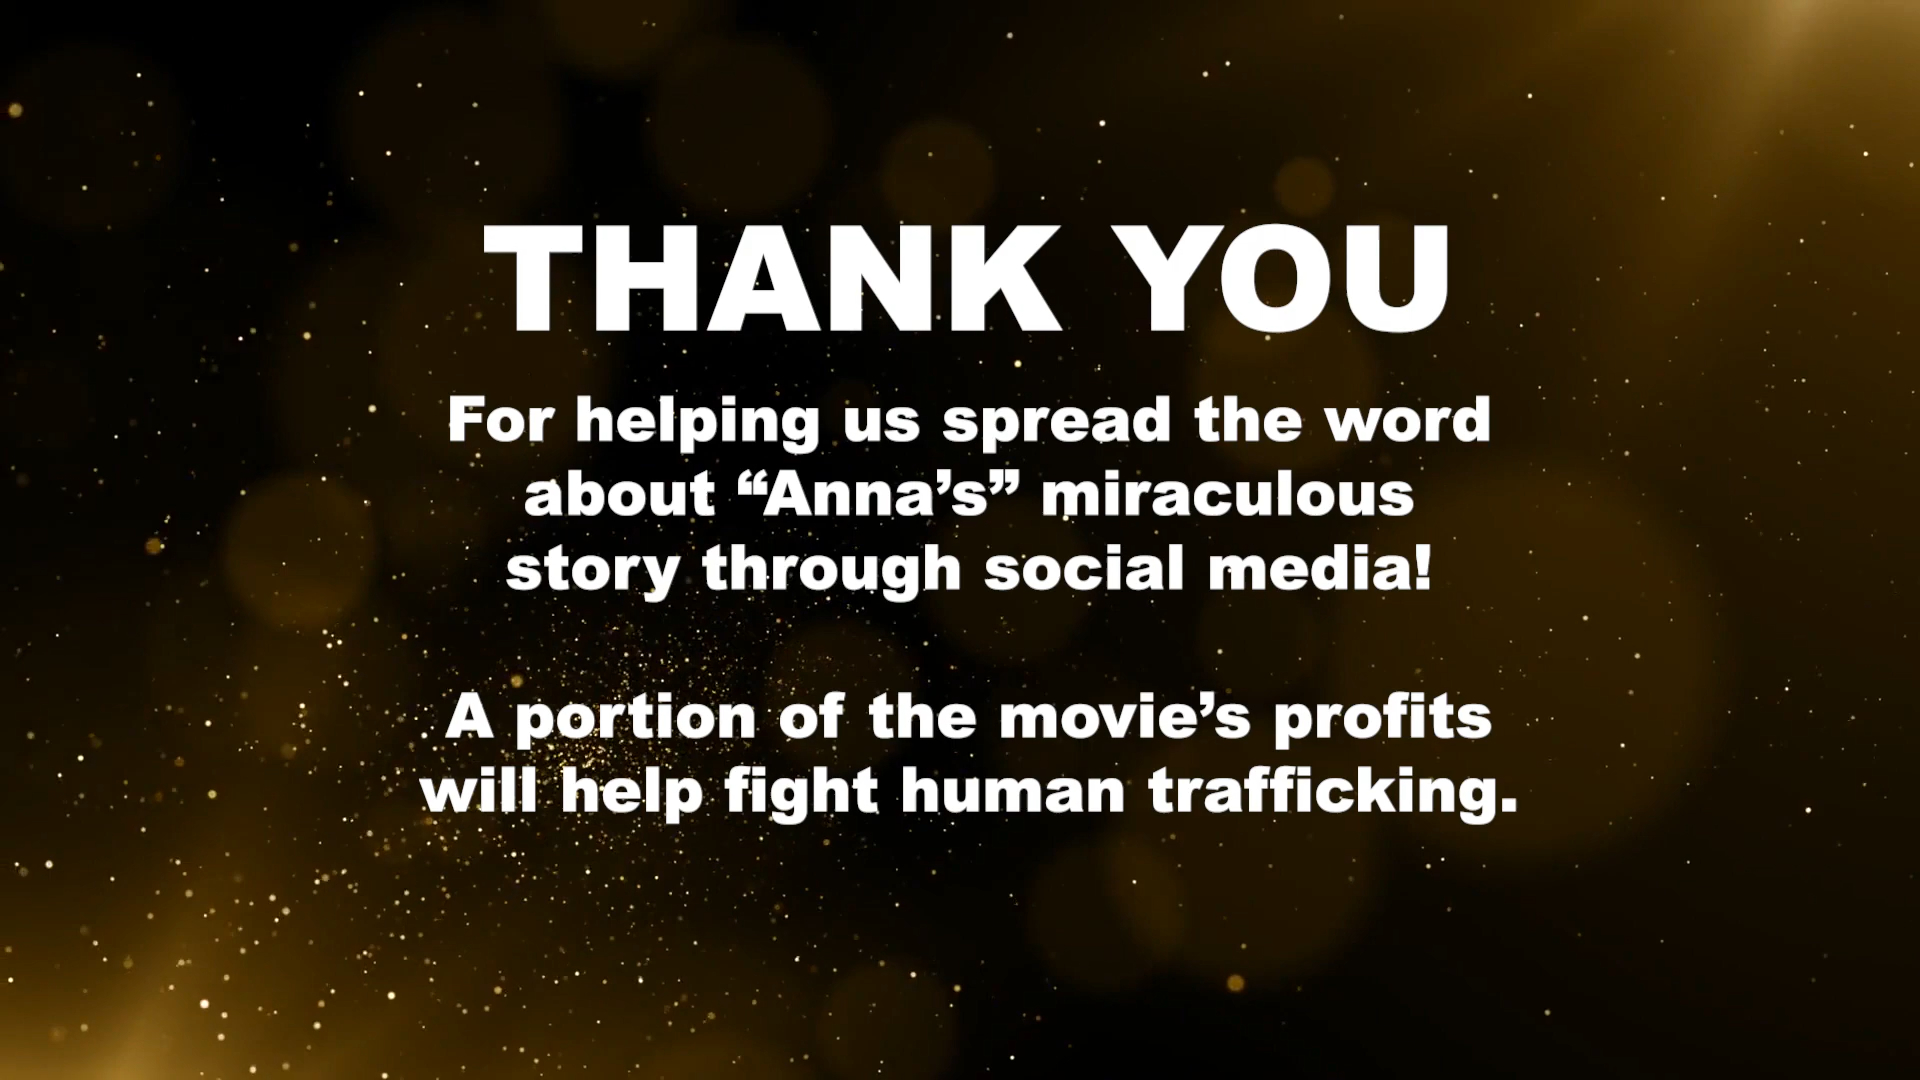 THANK YOU
For helping us spread the word
about “Anna’s” miraculous
story through social media!
A portion of the movie’s profits
will help fight human trafficking.